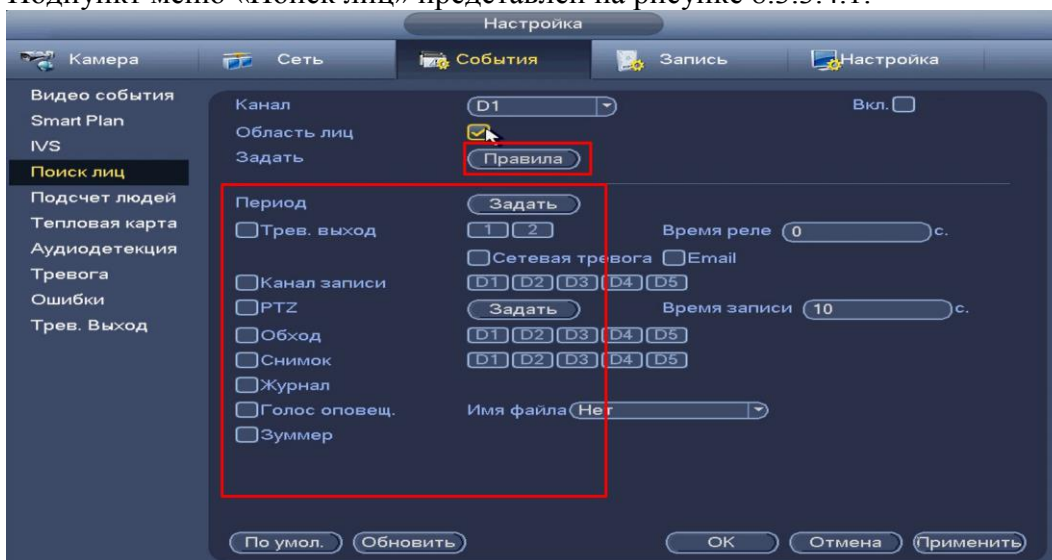 Подпункт меню «Поиск лиц» представлен на рисунке 8.3.3.4.1.
Настройка
Камера Сеть События Запись Настройка
Видео события
Smart Plan
IVS
Поиск лиц
Подсчет людей
Тепловая карта
Аудиодетекция
Тревога
Ошибки
Трев. Выход
Канал D1 Вкл.
Область лиц
Задать Правила
Период Задать
Трев. выход 1 2 Время реле 0 с.
Сетевая тревога Email
Канал записи D1 D2 D3 D4 D5
PTZ Задать Время записи 10 с.
Обход D1 D2 D3 D4 D5
Снимок D1 D2 D3 D4 D5
Журнал
Голос оповещ. Имя файла Нет
Зуммер
По умол. Обновить OK Отмена Применить